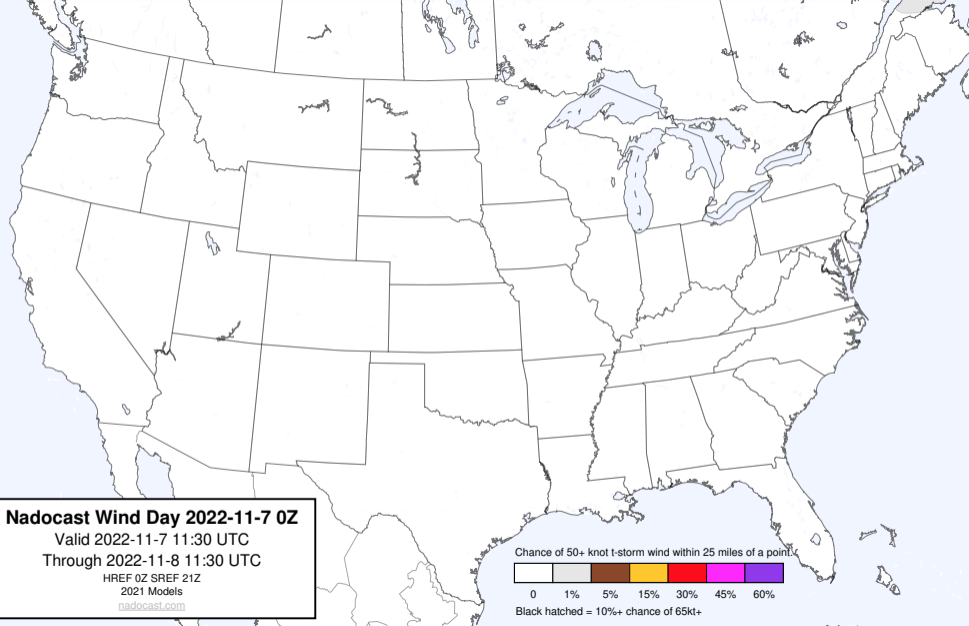 Nadocast Wind Day 2022-11-7 0Z
Valid 2022-11-7 11:30 UTC
Through 2022-11-8 11:30 UTC
HREF 0Z SREF 21Z
2021 Models
nadocast.com
Chance of 50+ knot t-storm wind within 25 miles of a point.
0 1% 5% 15% 30% 45% 60%
Black hatched = 10%+ chance of 65kt+